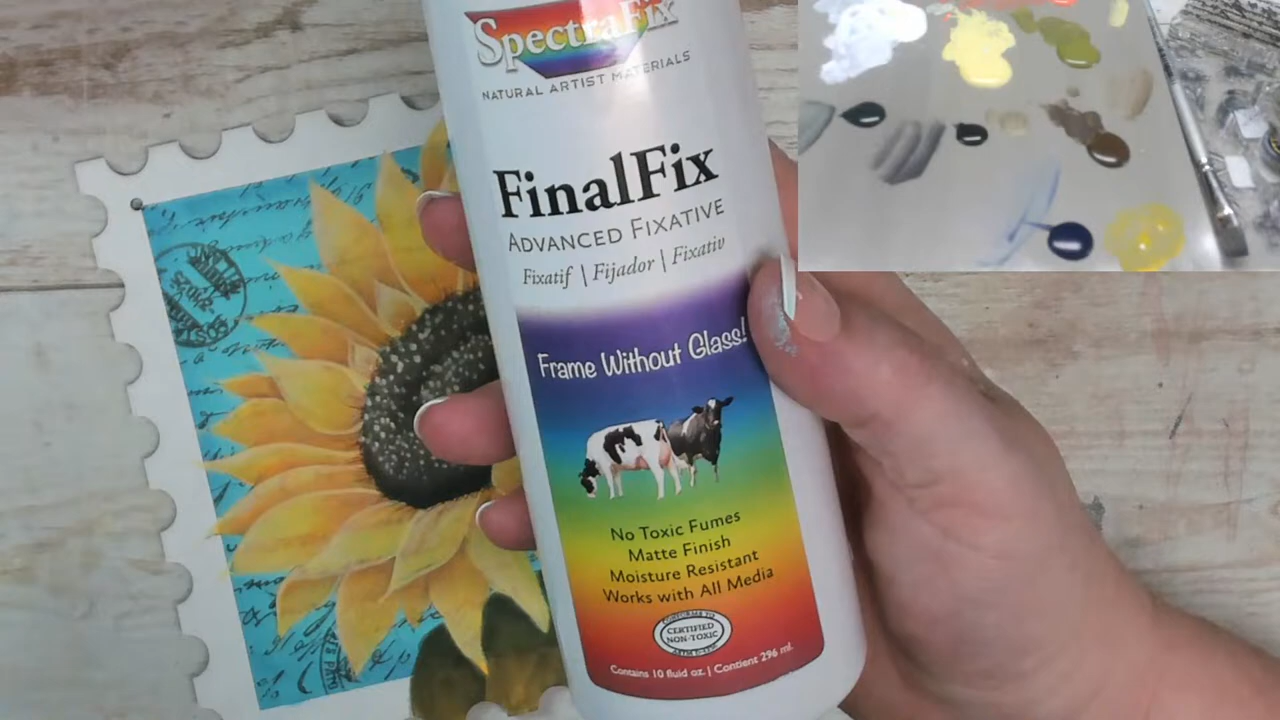 SpectraFix
NATURAL ARTIST MATERIALS
FinalFix
ADVANCED FIXATIVE
Fixatif | Fijador | Fixativ
Frame Without Glass!
No Toxic Fumes
Matte Finish
Moisture Resistant
Works with All Media
CERTIFIED
NON-TOXIC
Contains 10 fluid oz. | Contient 296 ml.